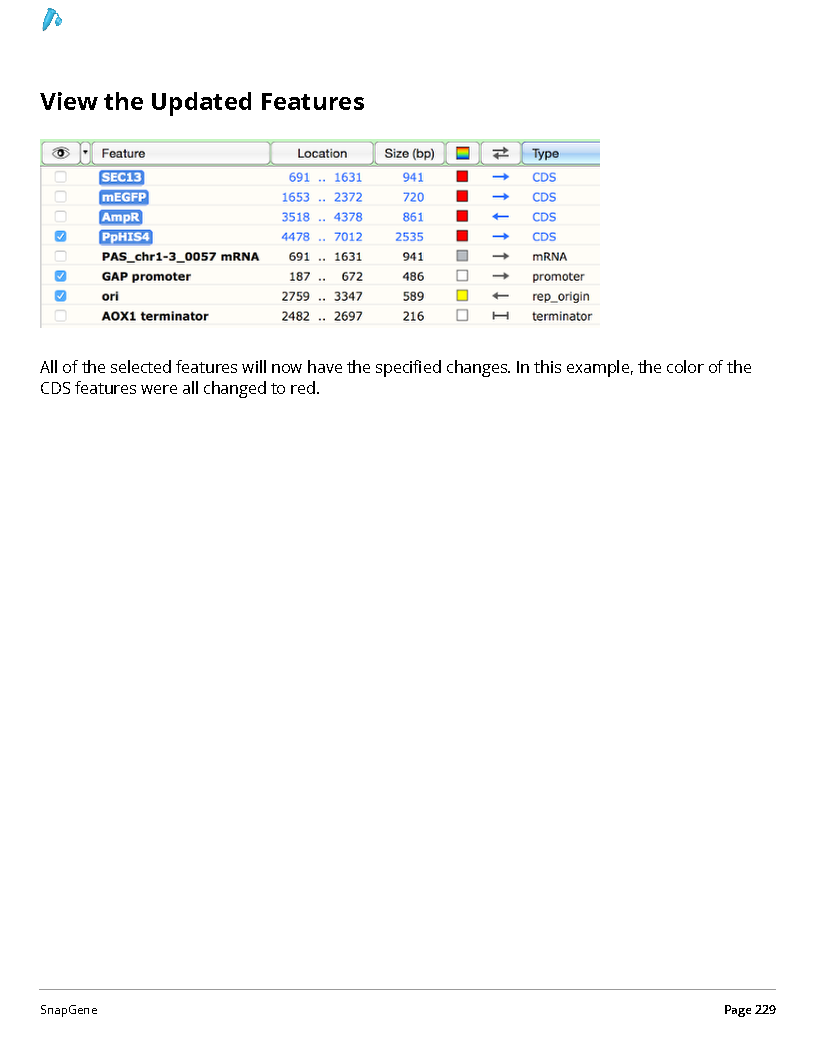 View the Updated Features
Feature Location Size (bp) Type
SEC13 691 .. 1631 941 CDS
mEGFP 1653 .. 2372 720 CDS
AmpR 3518 .. 4378 861 CDS
PpHIS4 4478 .. 7012 2535 CDS
PAS_chr1-3_0057 mRNA 691 .. 1631 941 mRNA
GAP promoter 187 .. 672 486 promoter
ori 2759 .. 3347 589 rep_origin
AOX1 terminator 2482 .. 2697 216 terminator
All of the selected features will now have the specified changes. In this example, the color of the
CDS features were all changed to red.
SnapGene Page 229